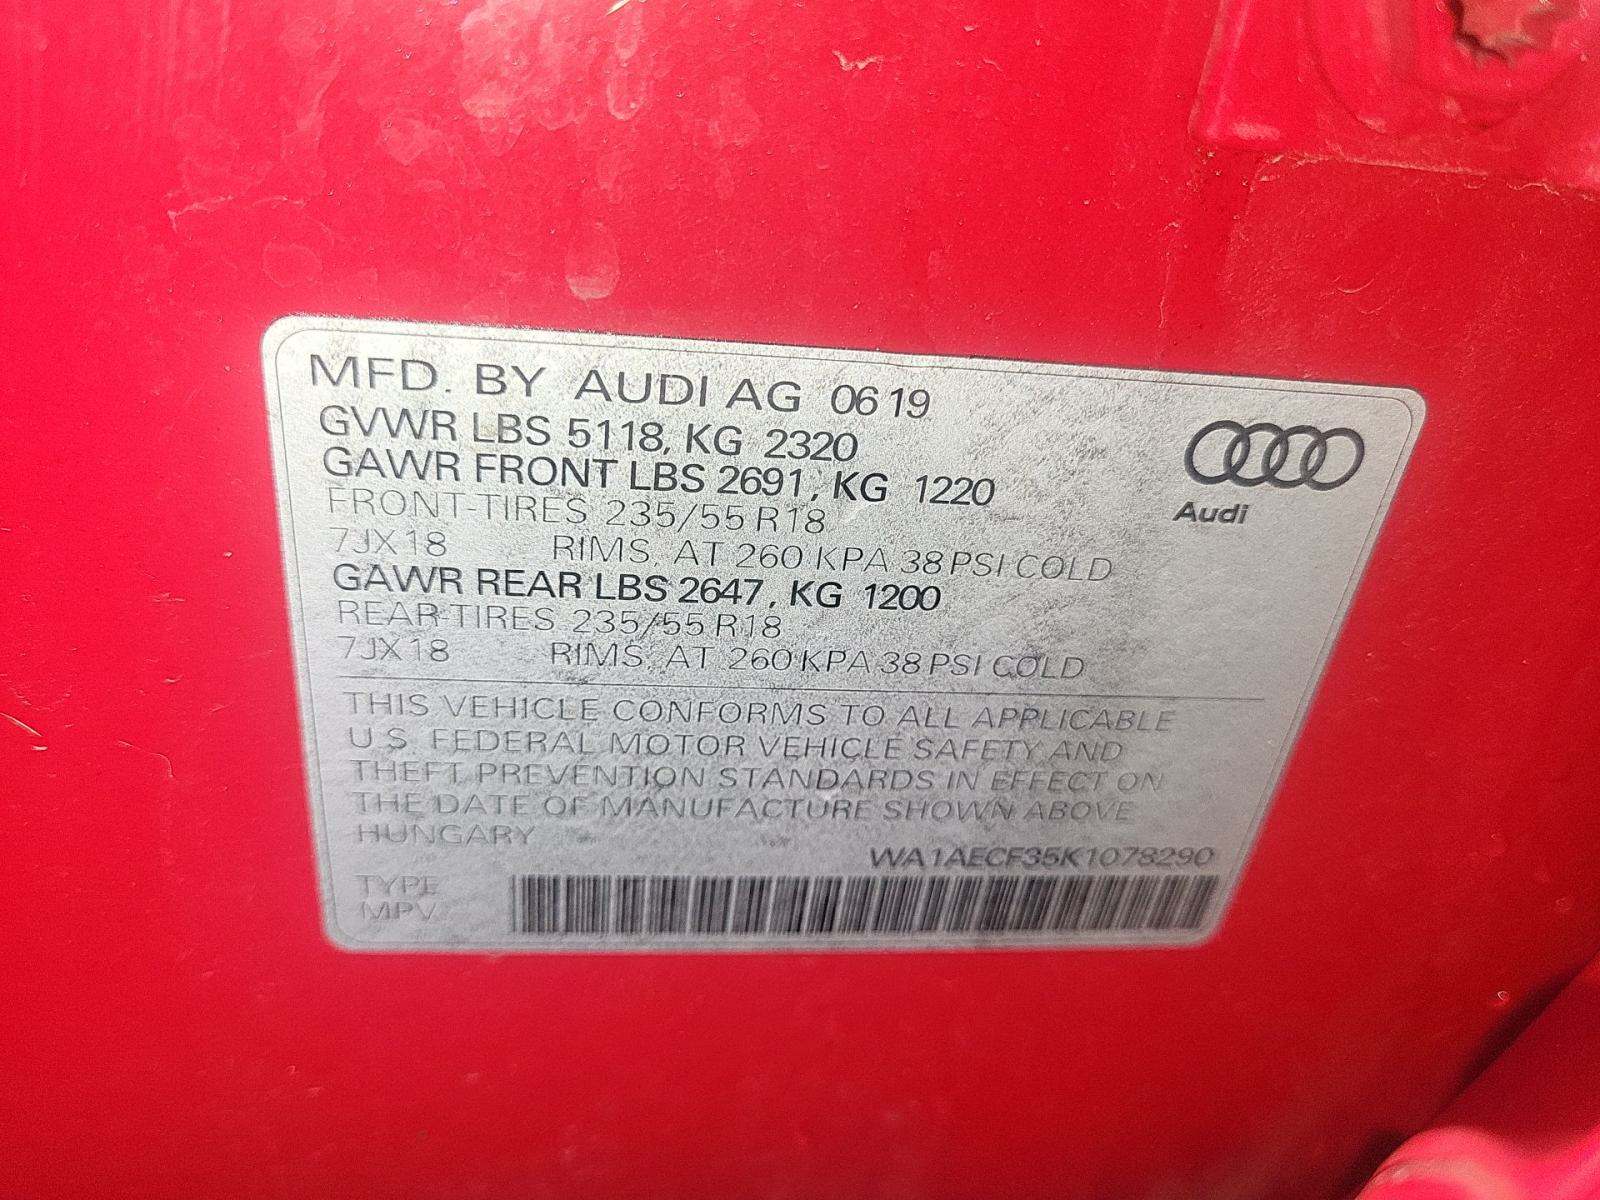 MFD. BY AUDI AG 06 19
GVWR LBS 5118, KG 2320
GAWR FRONT LBS 2691, KG 1220
FRONT-TIRES 235/55 R18
7JX18 RIMS, AT 260 KPA 38 PSI COLD
GAWR REAR LBS 2647, KG 1200
REAR-TIRES 235/55 R18
7JX18 RIMS, AT 260 KPA 38 PSI COLD
Audi
THIS VEHICLE CONFORMS TO ALL APPLICABLE
U.S. FEDERAL MOTOR VEHICLE SAFETY AND
THEFT PREVENTION STANDARDS IN EFFECT ON
THE DATE OF MANUFACTURE SHOWN ABOVE
HUNGARY
WA1AECF35K1078290
TYPE
MPV